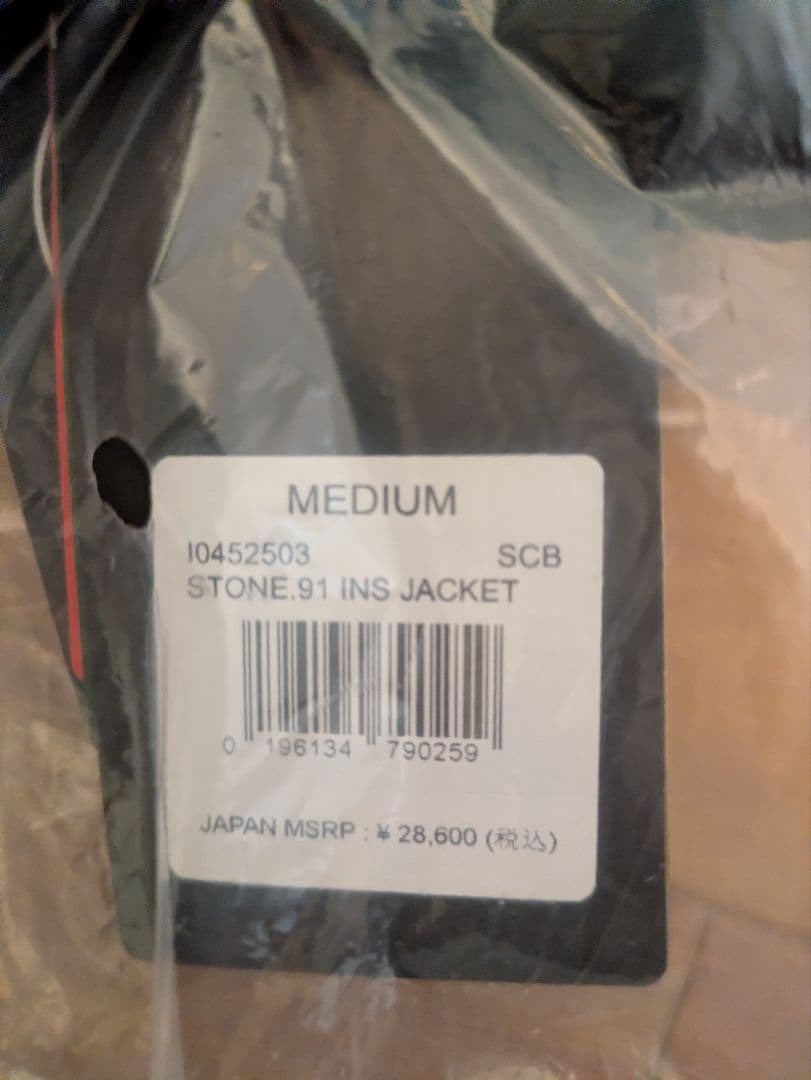 MEDIUM
I0452503 SCB
STONE.91 INS JACKET
0 196134 790259
JAPAN MSRP : ¥ 28,600 (税込)